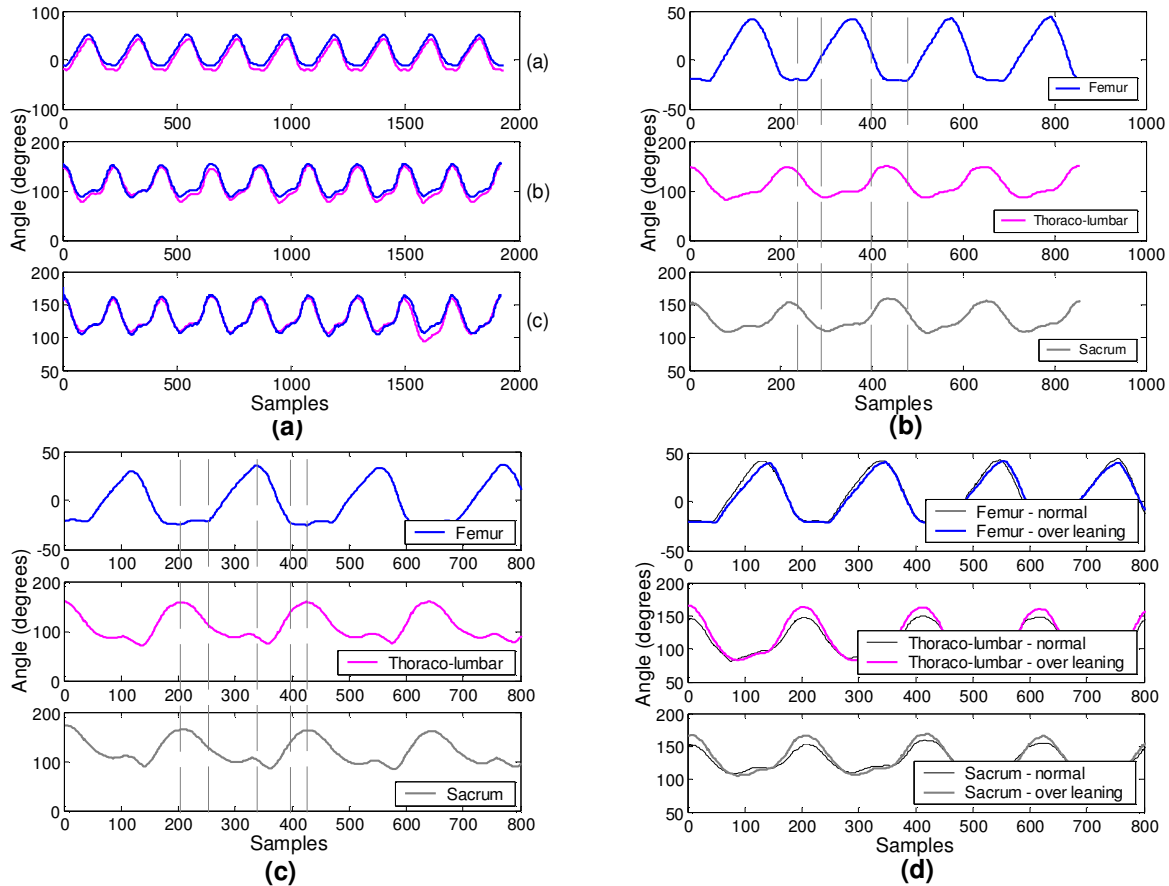 Angle (degrees)
100
0
-100
0 500 1000 1500 2000
(a)
200
100
0
0 500 1000 1500 2000
(b)
200
150
100
50
0 500 1000 1500 2000
(c)
Samples
(a)
Angle (degrees)
50
0
-50
Femur
0 200 400 600 800 1000
200
100
0
Thoraco-lumbar
0 200 400 600 800 1000
200
150
100
50
Sacrum
0 200 400 600 800 1000
Samples
(b)
Angle (degrees)
50
0
-50
Femur
0 100 200 300 400 500 600 700 800
200
100
0
Thoraco-lumbar
0 100 200 300 400 500 600 700 800
200
100
0
Sacrum
0 100 200 300 400 500 600 700 800
Samples
(c)
Angle (degrees)
50
0
-50
Femur - normal
Femur - over leaning
0 100 200 300 400 500 600 700 800
200
150
100
50
Thoraco-lumbar - normal
Thoraco-lumbar - over leaning
0 100 200 300 400 500 600 700 800
200
150
100
50
Sacrum - normal
Sacrum - over leaning
0 100 200 300 400 500 600 700 800
Samples
(d)